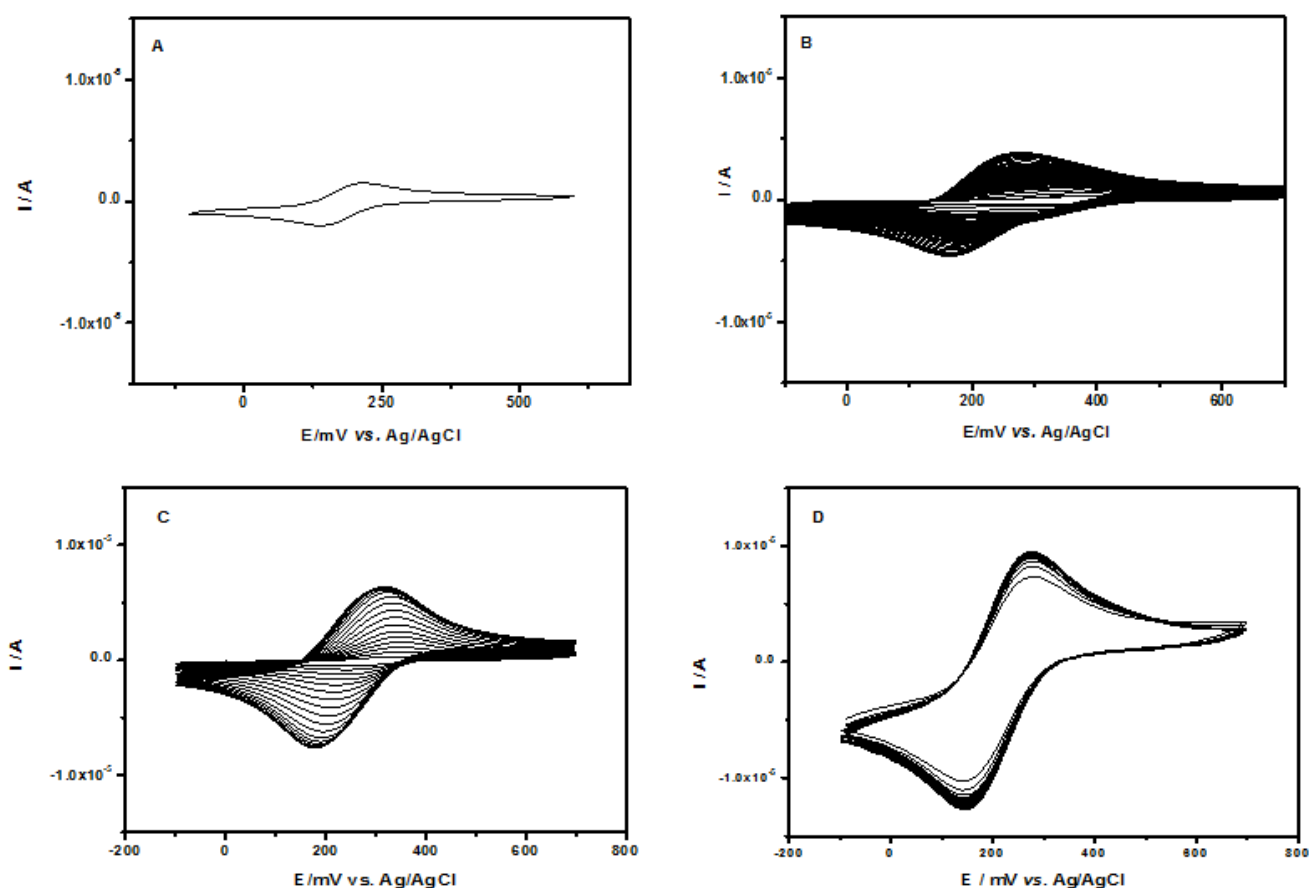 A
1.0x10⁻⁵
0.0
-1.0x10⁻⁵
I / A
0 250 500
E/mV vs. Ag/AgCl
B
1.0x10⁻⁵
0.0
-1.0x10⁻⁵
I / A
0 200 400 600
E/mV vs. Ag/AgCl
C
1.0x10⁻⁵
0.0
-1.0x10⁻⁵
I / A
-200 0 200 400 600 800
E/mV vs. Ag/AgCl
D
1.0x10⁻⁵
0.0
-1.0x10⁻⁵
I / A
-200 0 200 400 600 800
E / mV vs. Ag/AgCl